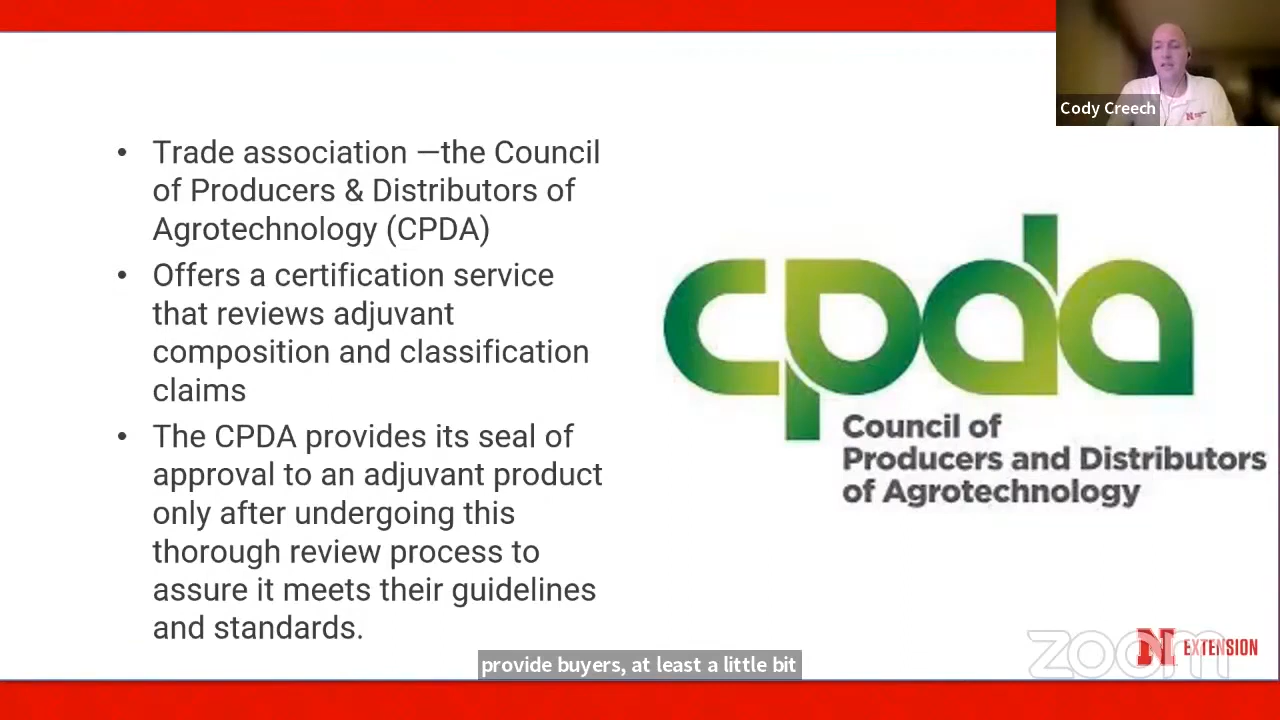 Cody Creech
• Trade association —the Council
of Producers & Distributors of
Agrotechnology (CPDA)
• Offers a certification service
that reviews adjuvant
composition and classification
claims
• The CPDA provides its seal of
approval to an adjuvant product
only after undergoing this
thorough review process to
assure it meets their guidelines
and standards.
cpda
Council of
Producers and Distributors
of Agrotechnology
zoom
N EXTENSION
provide buyers, at least a little bit